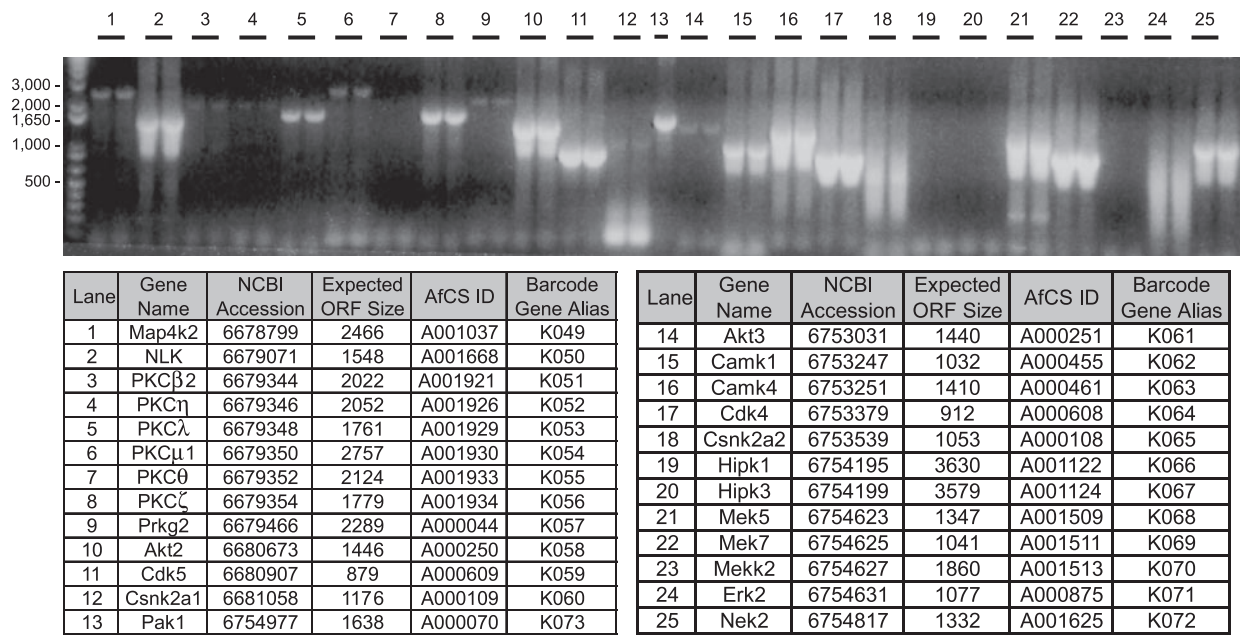 1 2 3 4 5 6 7 8 9 10 11 12 13 14 15 16 17 18 19 20 21 22 23 24 25
3,000 -
2,000 -
1,650 -
1,000 -
500 -
Lane Gene Name NCBI Accession Expected ORF Size AfCS ID Barcode Gene Alias
1 Map4k2 6678799 2466 A001037 K049
2 NLK 6679071 1548 A001668 K050
3 PKCβ2 6679344 2022 A001921 K051
4 PKCη 6679346 2052 A001926 K052
5 PKCλ 6679348 1761 A001929 K053
6 PKCμ1 6679350 2757 A001930 K054
7 PKCθ 6679352 2124 A001933 K055
8 PKCζ 6679354 1779 A001934 K056
9 Prkg2 6679466 2289 A000044 K057
10 Akt2 6680673 1446 A000250 K058
11 Cdk5 6680907 879 A000609 K059
12 Csnk2a1 6681058 1176 A000109 K060
13 Pak1 6754977 1638 A000070 K073
Lane Gene Name NCBI Accession Expected ORF Size AfCS ID Barcode Gene Alias
14 Akt3 6753031 1440 A000251 K061
15 Camk1 6753247 1032 A000455 K062
16 Camk4 6753251 1410 A000461 K063
17 Cdk4 6753379 912 A000608 K064
18 Csnk2a2 6753539 1053 A000108 K065
19 Hipk1 6754195 3630 A001122 K066
20 Hipk3 6754199 3579 A001124 K067
21 Mek5 6754623 1347 A001509 K068
22 Mek7 6754625 1041 A001511 K069
23 Mekk2 6754627 1860 A001513 K070
24 Erk2 6754631 1077 A000875 K071
25 Nek2 6754817 1332 A001625 K072